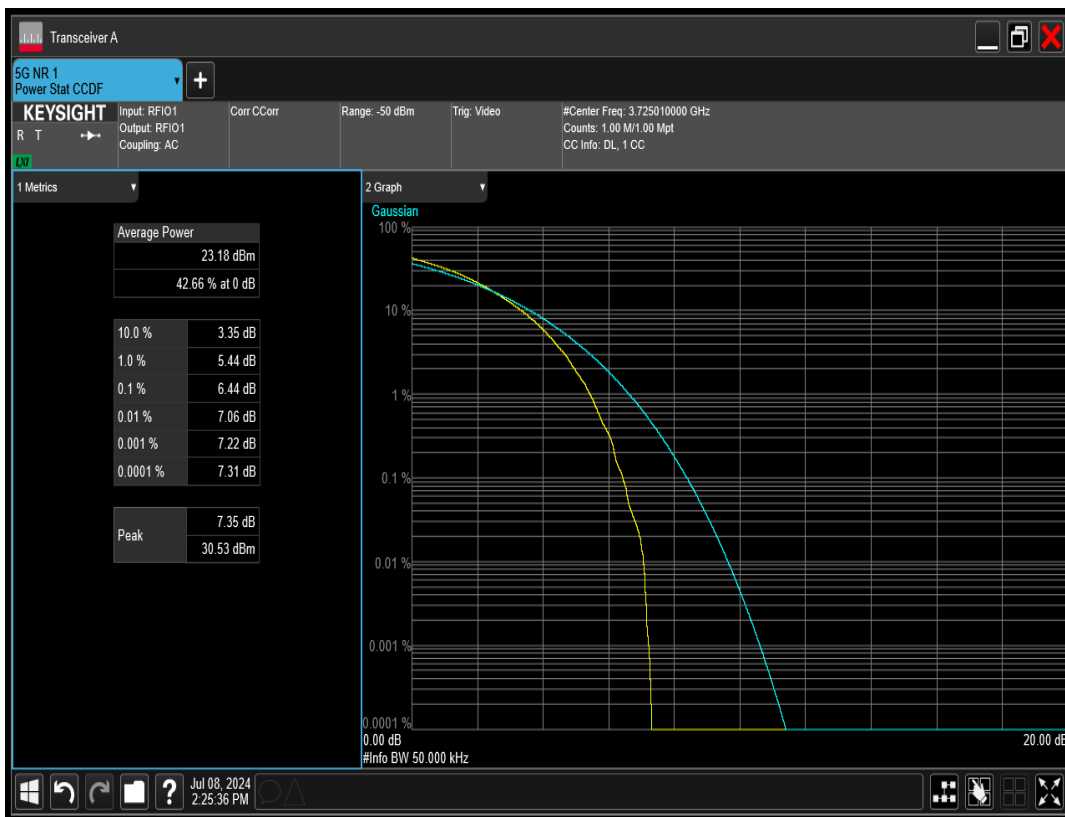 Transceiver A
5G NR 1
Power Stat CCDF
+
KEYSIGHT
R T
LXI
Input: RFIO1
Output: RFIO1
Coupling: AC
Corr CCorr
Range: -50 dBm
Trig: Video
#Center Freq: 3.725010000 GHz
Counts: 1.00 M/1.00 Mpt
CC Info: DL, 1 CC
1 Metrics
Average Power
23.18 dBm
42.66 % at 0 dB
10.0 % 3.35 dB
1.0 % 5.44 dB
0.1 % 6.44 dB
0.01 % 7.06 dB
0.001 % 7.22 dB
0.0001 % 7.31 dB
Peak 7.35 dB
30.53 dBm
2 Graph
Gaussian
100 %
10 %
1 %
0.1 %
0.01 %
0.001 %
0.0001 %
0.00 dB 20.00 dB
#Info BW 50.000 kHz
?
Jul 08, 2024
2:25:36 PM